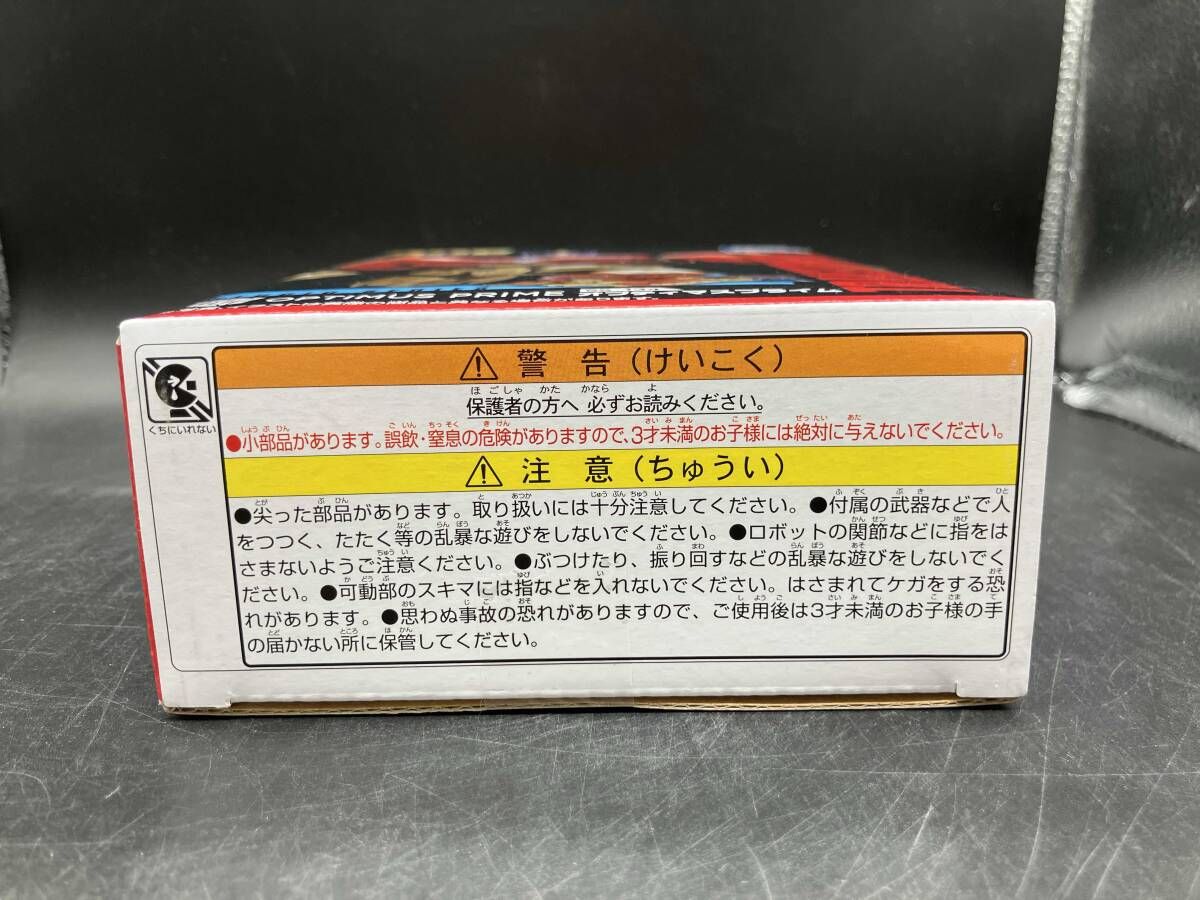 OPTIMUS PRIME
警告(けいこく)
くちにいれない
保護者の方へ 必ずお読みください。
●小部品があります。誤飲・窒息の危険がありますので、3才未満のお子様には絶対に与えないでください。
注意(ちゅうい)
●尖った部品があります。取り扱いには十分注意してください。●付属の武器などで人
をつつく、たたく等の乱暴な遊びをしないでください。●ロボットの関節などに指をは
さまないようご注意ください。●ぶつけたり、振り回すなどの乱暴な遊びをしないでく
ださい。●可動部のスキマには指などを入れないでください。はさまれてケガをする恐
れがあります。●思わぬ事故の恐れがありますので、ご使用後は3才未満のお子様の手
の届かない所に保管してください。